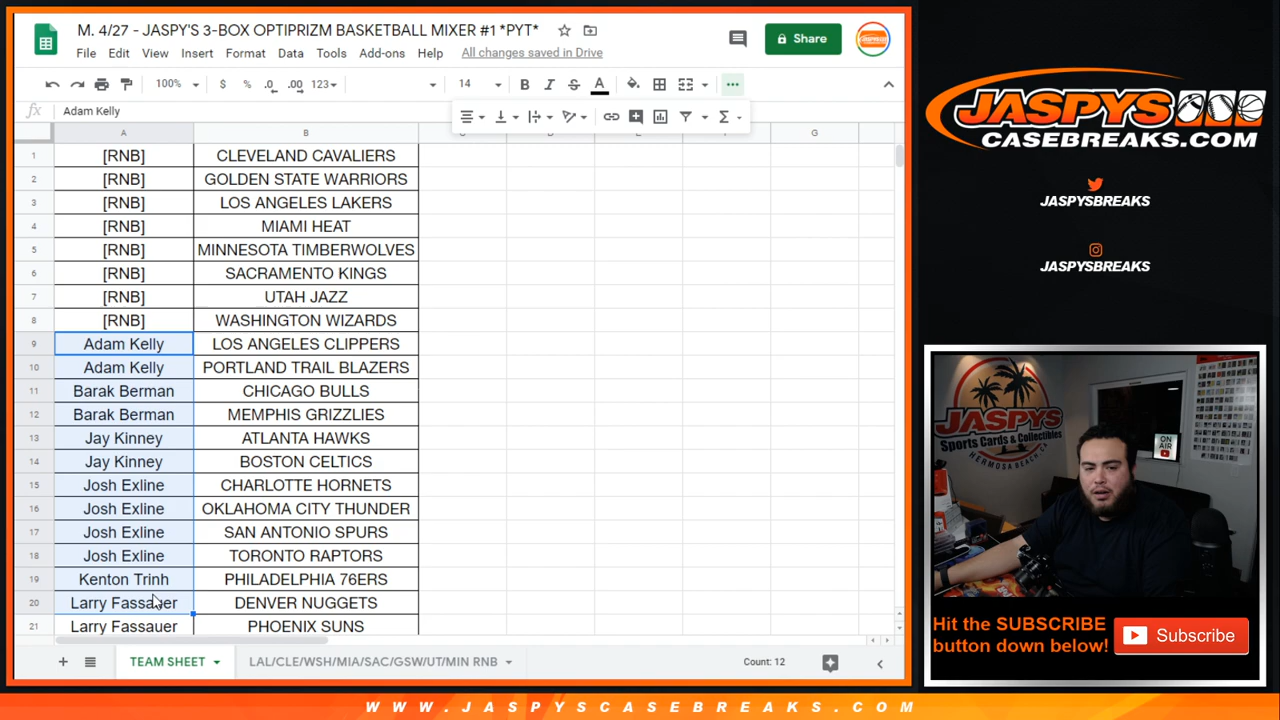 M. 4/27 - JASPY'S 3-BOX OPTIPRIZM BASKETBALL MIXER #1 *PYT*
Share
File Edit View Insert Format Data Tools Add-ons Help All changes saved in Drive
100% $ % .0 .00 123 14 B I S A
fx Adam Kelly
A B C D E F G
1 [RNB] CLEVELAND CAVALIERS
2 [RNB] GOLDEN STATE WARRIORS
3 [RNB] LOS ANGELES LAKERS
4 [RNB] MIAMI HEAT
5 [RNB] MINNESOTA TIMBERWOLVES
6 [RNB] SACRAMENTO KINGS
7 [RNB] UTAH JAZZ
8 [RNB] WASHINGTON WIZARDS
9 Adam Kelly LOS ANGELES CLIPPERS
10 Adam Kelly PORTLAND TRAIL BLAZERS
11 Barak Berman CHICAGO BULLS
12 Barak Berman MEMPHIS GRIZZLIES
13 Jay Kinney ATLANTA HAWKS
14 Jay Kinney BOSTON CELTICS
15 Josh Exline CHARLOTTE HORNETS
16 Josh Exline OKLAHOMA CITY THUNDER
17 Josh Exline SAN ANTONIO SPURS
18 Josh Exline TORONTO RAPTORS
19 Kenton Trinh PHILADELPHIA 76ERS
20 Larry Fassauer DENVER NUGGETS
21 Larry Fassauer PHOENIX SUNS
TEAM SHEET LAL/CLE/WSH/MIA/SAC/GSW/UT/MIN RNB Count: 12
JASPYS
CASEBREAKS.COM
JASPYSBREAKS
JASPYSBREAKS
JASPYS
Sports Cards & Collectibles
HERMOSA BEACH, CA
ON
AIR
Hit the SUBSCRIBE
button down below!
Subscribe
WWW.JASPYSCASEBREAKS.COM